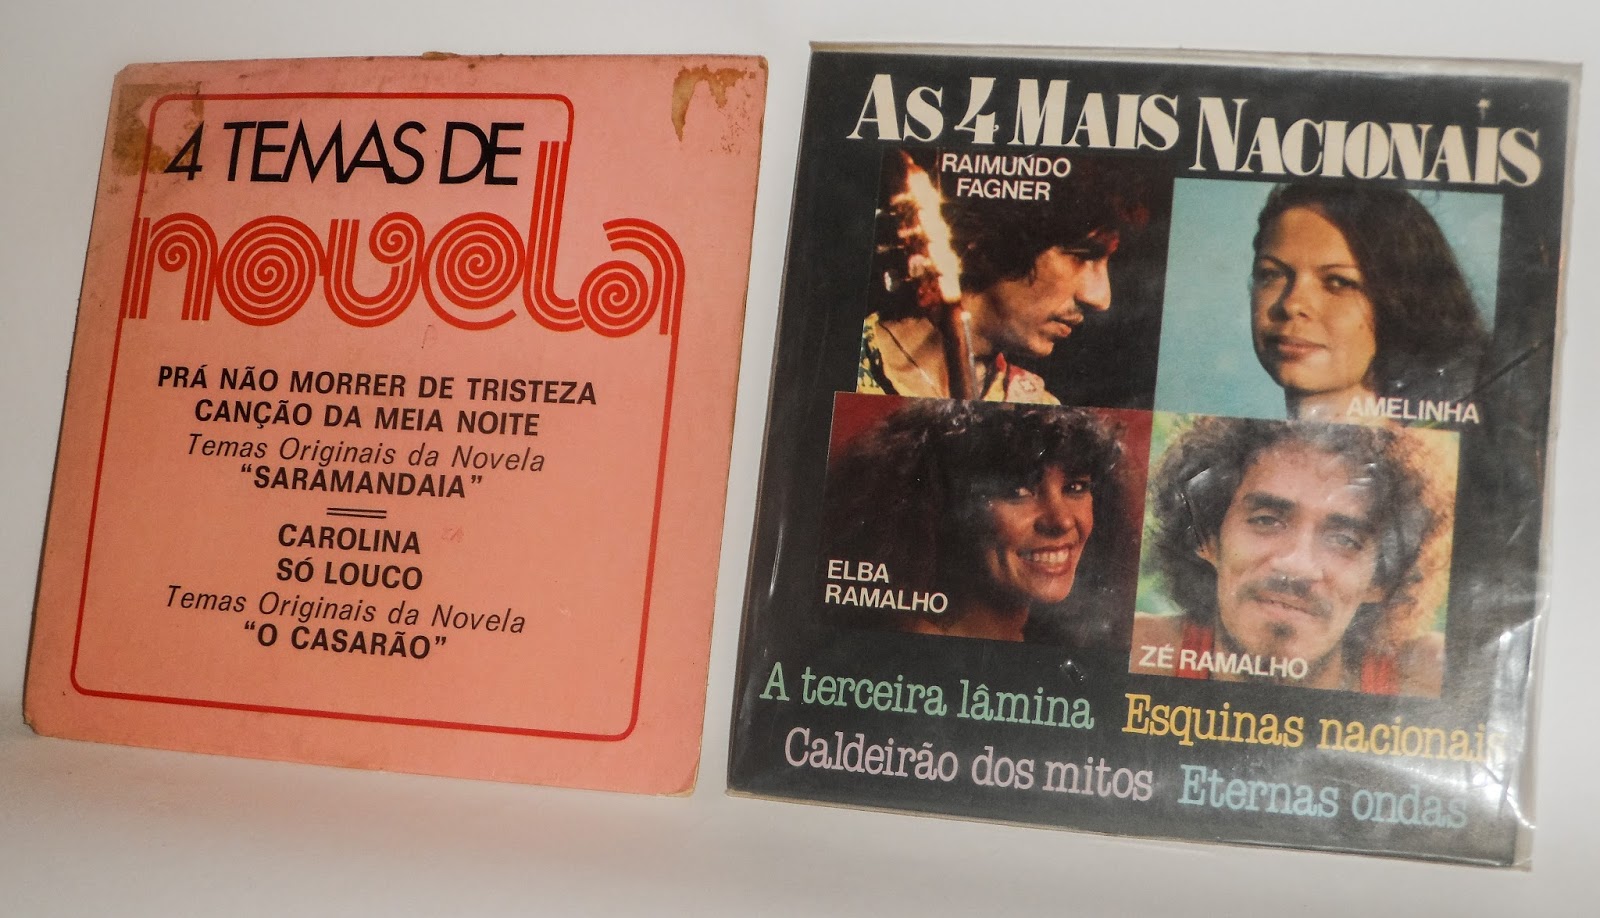 4 TEMAS DE
novela
PRÁ NÃO MORRER DE TRISTEZA
CANÇÃO DA MEIA NOITE
Temas Originais da Novela
“SARAMANDAIA”
CAROLINA
SÓ LOUCO
Temas Originais da Novela
“O CASARÃO”
AS 4 MAIS NACIONAIS
RAIMUNDO
FAGNER
AMELINHA
ELBA
RAMALHO
ZÉ RAMALHO
A terceira lâmina Esquinas nacionais
Caldeirão dos mitos Eternas ondas